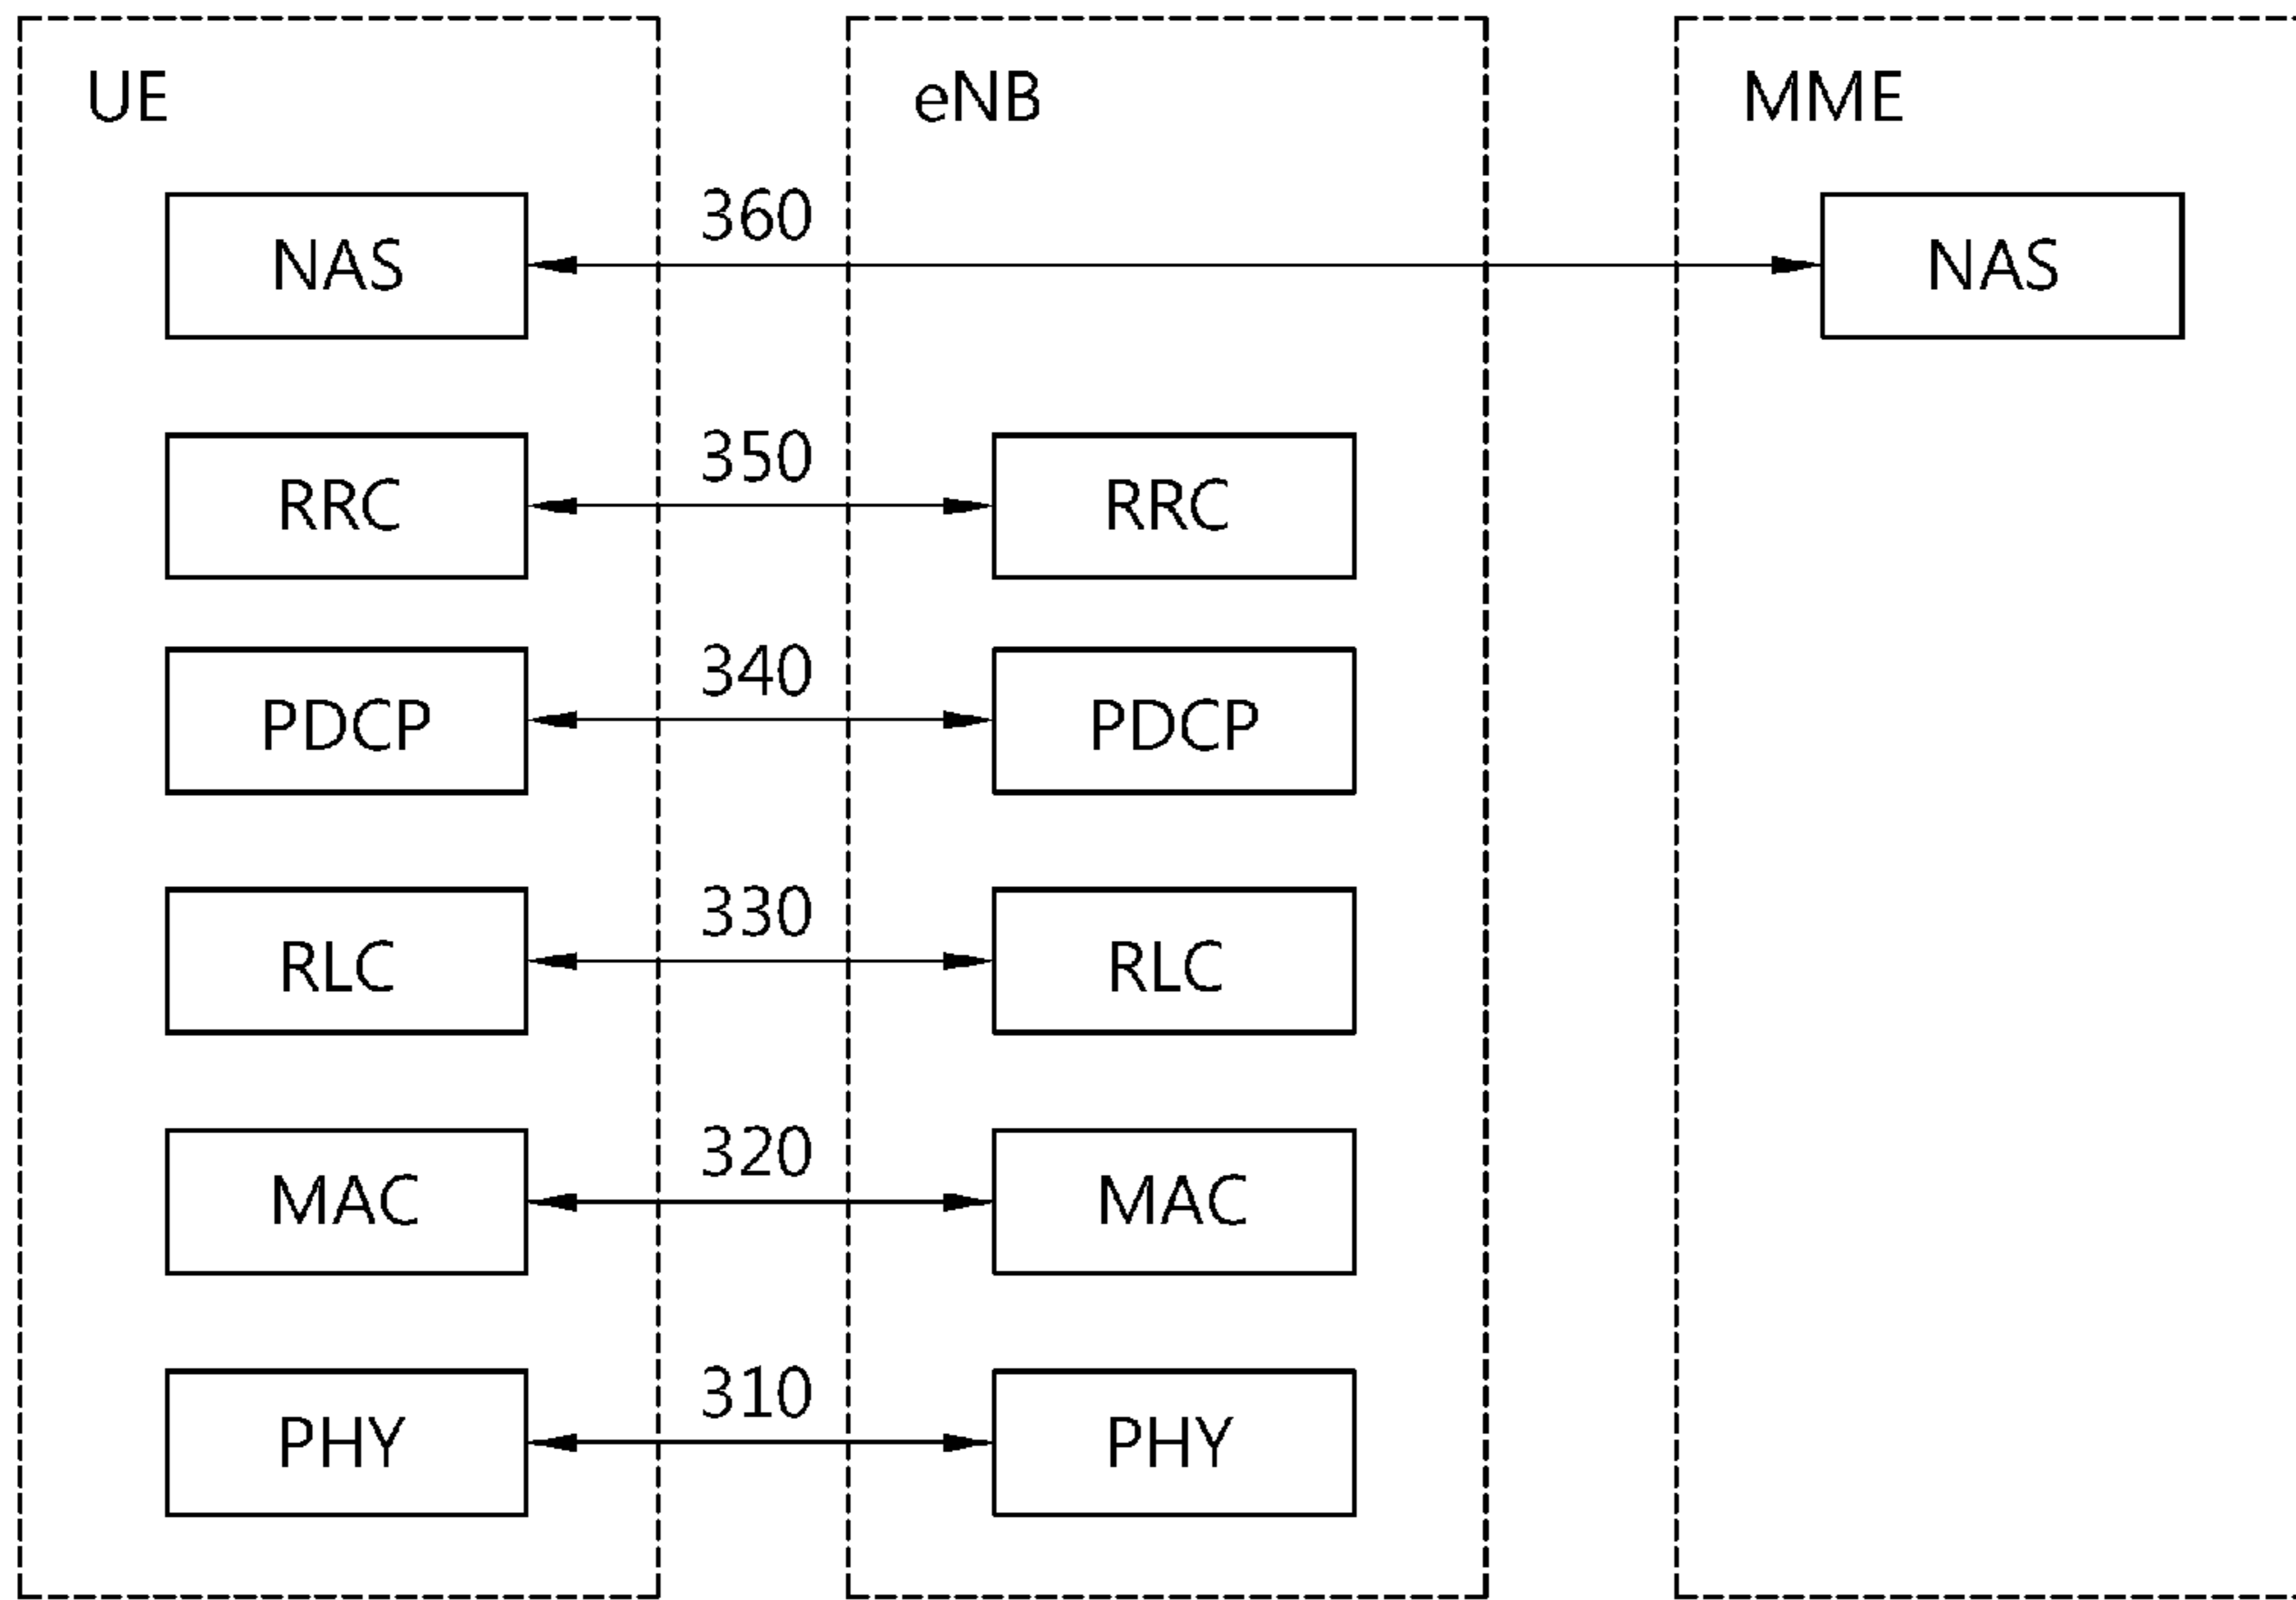 UE eNB MME
360
NAS NAS
350
RRC RRC
340
PDCP PDCP
330
RLC RLC
320
MAC MAC
310
PHY PHY